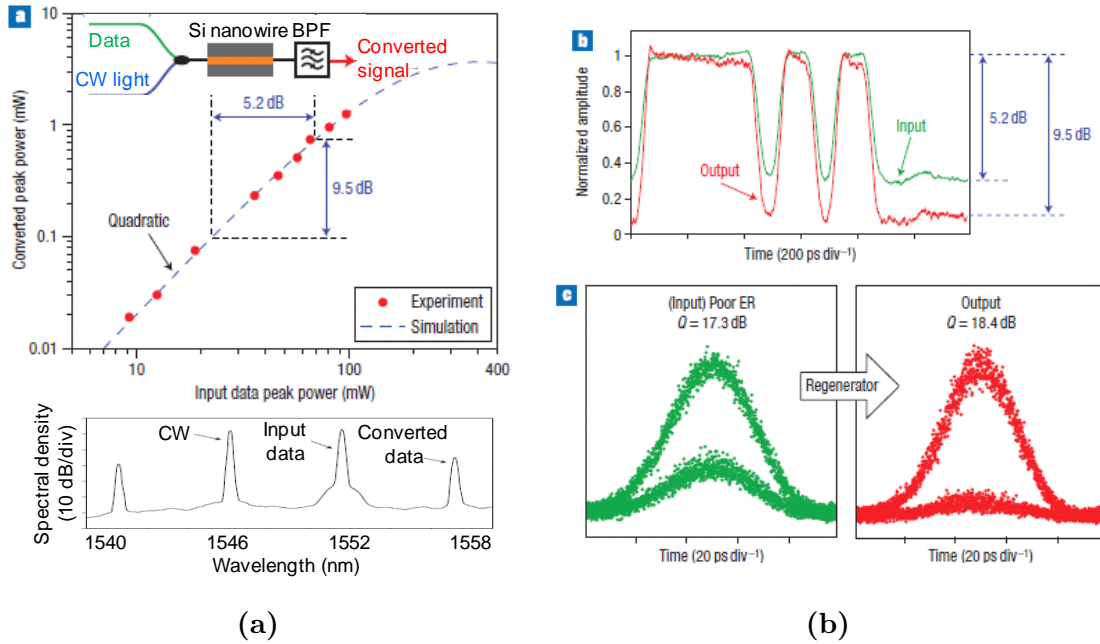 a
10
1
0.1
0.01
Converted peak power (mW)
Data
CW light
Si nanowire BPF
Converted
signal
5.2 dB
9.5 dB
Quadratic
Experiment
Simulation
10
100
400
Input data peak power (mW)
Spectral density
(10 dB/div)
CW
Input
data
Converted
data
1540
1546
1552
1558
Wavelength (nm)
(a)
b
Normalized amplitude
1
0.8
0.6
0.4
0.2
0
Input
Output
5.2 dB
9.5 dB
Time (200 ps div–1)
c
(Input) Poor ER
Q = 17.3 dB
Regenerator
Output
Q = 18.4 dB
Time (20 ps div–1)
Time (20 ps div–1)
(b)